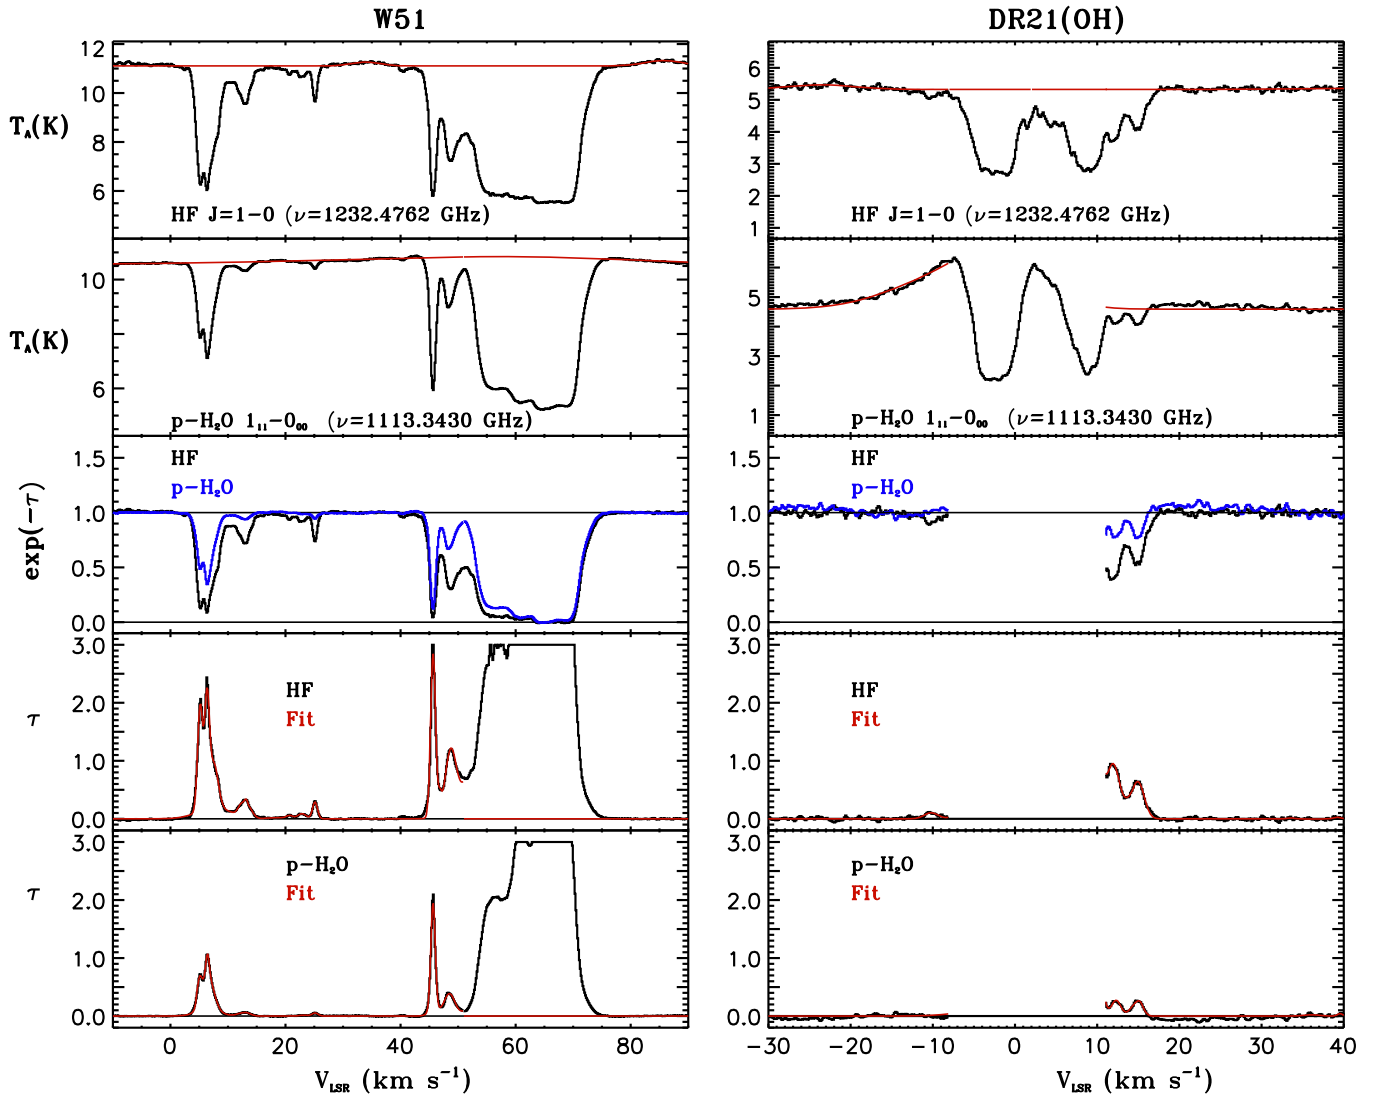 W51 DR21(OH)
12
10
8
6
T_A(K)
HF J=1-0 (ν=1232.4762 GHz)
6
5
4
3
2
1
HF J=1-0 (ν=1232.4762 GHz)
10
8
6
T_A(K)
p-H₂O 1₁₁-0₀₀ (ν=1113.3430 GHz)
5
3
1
p-H₂O 1₁₁-0₀₀ (ν=1113.3430 GHz)
1.5
1.0
0.5
0.0
exp(-τ)
HF
p-H₂O
1.5
1.0
0.5
0.0
HF
p-H₂O
3.0
2.0
1.0
0.0
τ
HF
Fit
3.0
2.0
1.0
0.0
HF
Fit
3.0
2.0
1.0
0.0
τ
p-H₂O
Fit
3.0
2.0
1.0
0.0
p-H₂O
Fit
0 20 40 60 80
V_LSR (km s⁻¹)
-30 -20 -10 0 10 20 30 40
V_LSR (km s⁻¹)